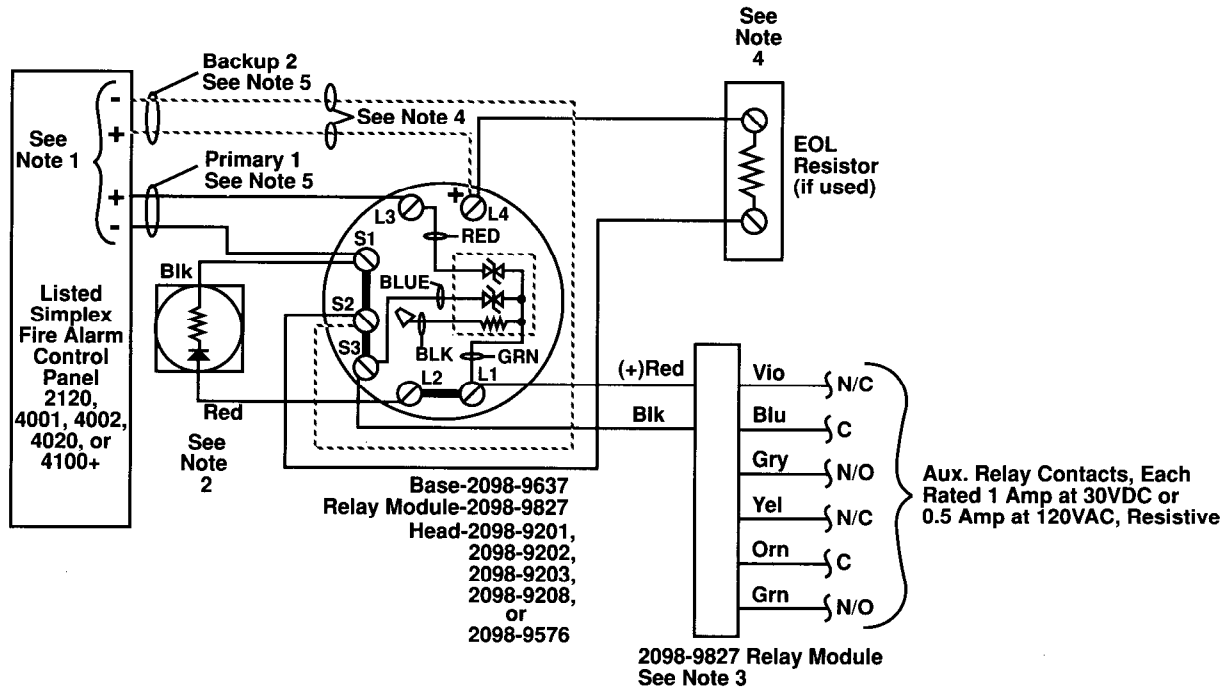 See
Note
4
Backup 2
See Note 5
-
+
See Note 4
See
Note 1
Primary 1
See Note 5
+
-
EOL
Resistor
(if used)
+
L3
L4
RED
S1
Blk
BLUE
S2
S3
BLK
GRN
L2
L1
Listed
Simplex
Fire Alarm
Control
Panel
2120,
4001, 4002,
4020, or
4100+
Red
See
Note
2
(+)Red
Blk
Vio
N/C
Blu
C
Gry
N/O
Yel
N/C
Orn
C
Grn
N/O
Aux. Relay Contacts, Each
Rated 1 Amp at 30VDC or
0.5 Amp at 120VAC, Resistive
Base-2098-9637
Relay Module-2098-9827
Head-2098-9201,
2098-9202,
2098-9203,
2098-9208,
or
2098-9576
2098-9827 Relay Module
See Note 3